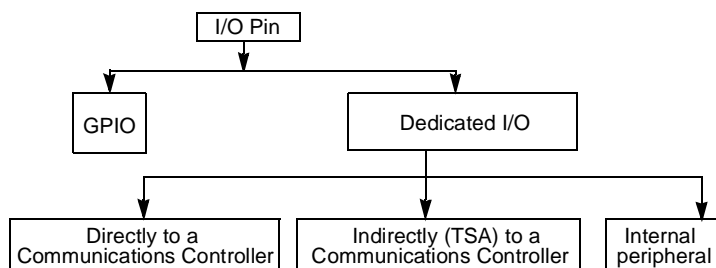 I/O Pin
GPIO
Dedicated I/O
Directly to a
Communications Controller
Indirectly (TSA) to a
Communications Controller
Internal
peripheral